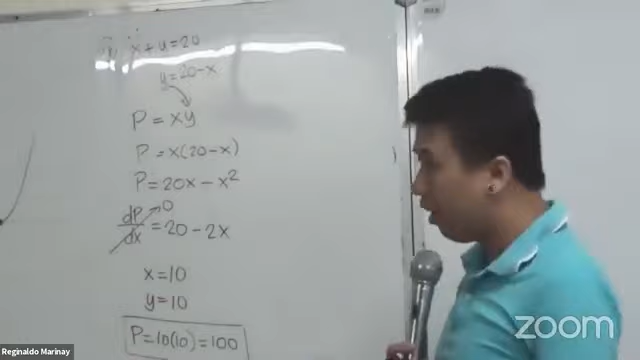 x + y = 20
y = 20 - x
P = xy
P = x(20 - x)
P = 20x - x²
dP/dx → 0 = 20 - 2x
x = 10
y = 10
P = 10(10) = 100
Reginaldo Marinay
zoom